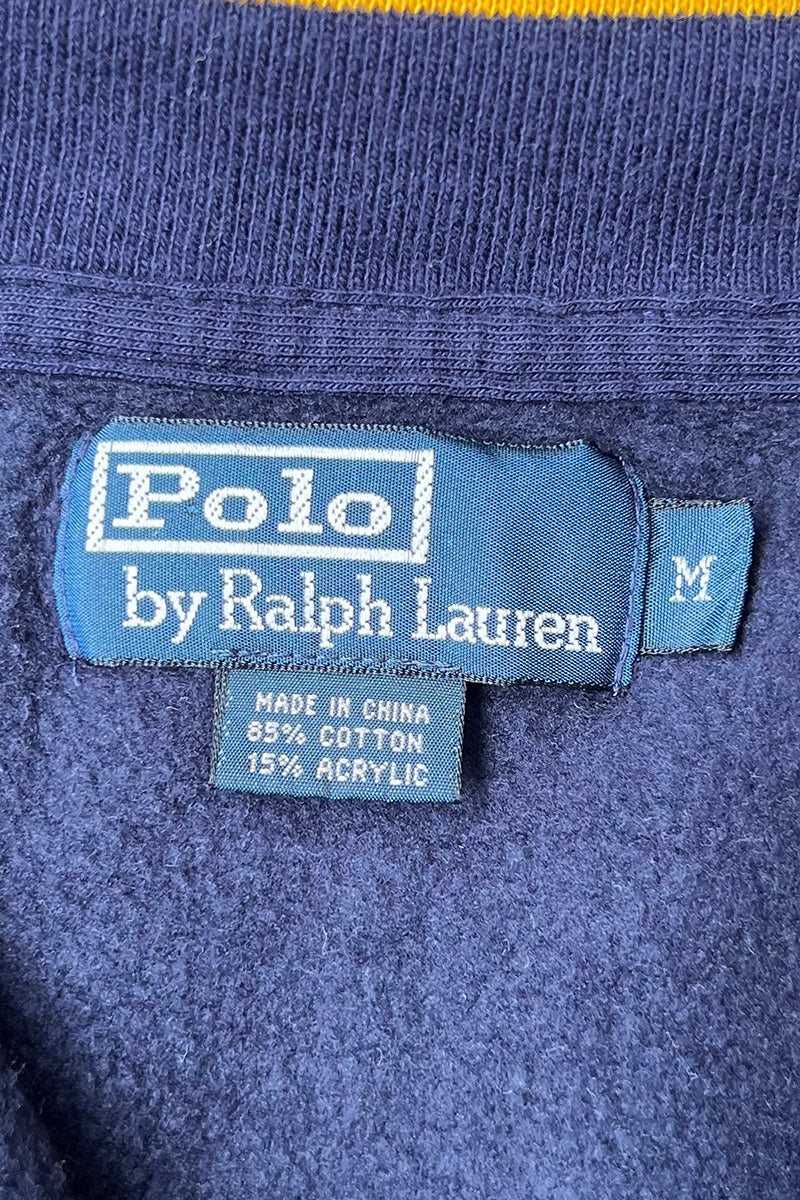 Polo
by Ralph Lauren
M
MADE IN CHINA
85% COTTON
15% ACRYLIC